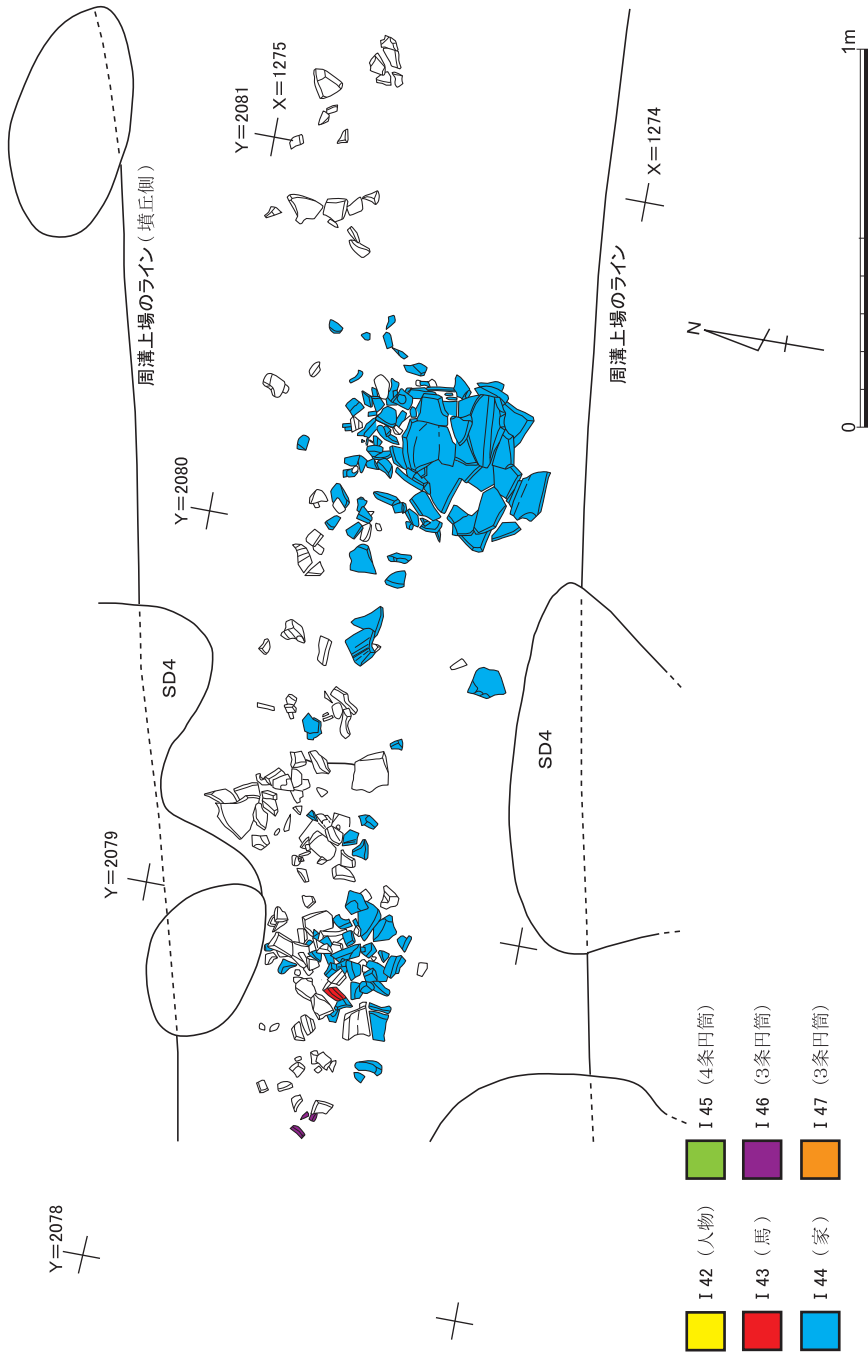 Y=2081
X=1275
周溝上場のライン(墳丘側)
X=1274
周溝上場のライン
N
1m
0
Y=2080
SD4
SD4
Y=2079
Y=2078
I 42 (人物)
I 43 (馬)
I 44 (家)
I 45 (4条円筒)
I 46 (3条円筒)
I 47 (3条円筒)